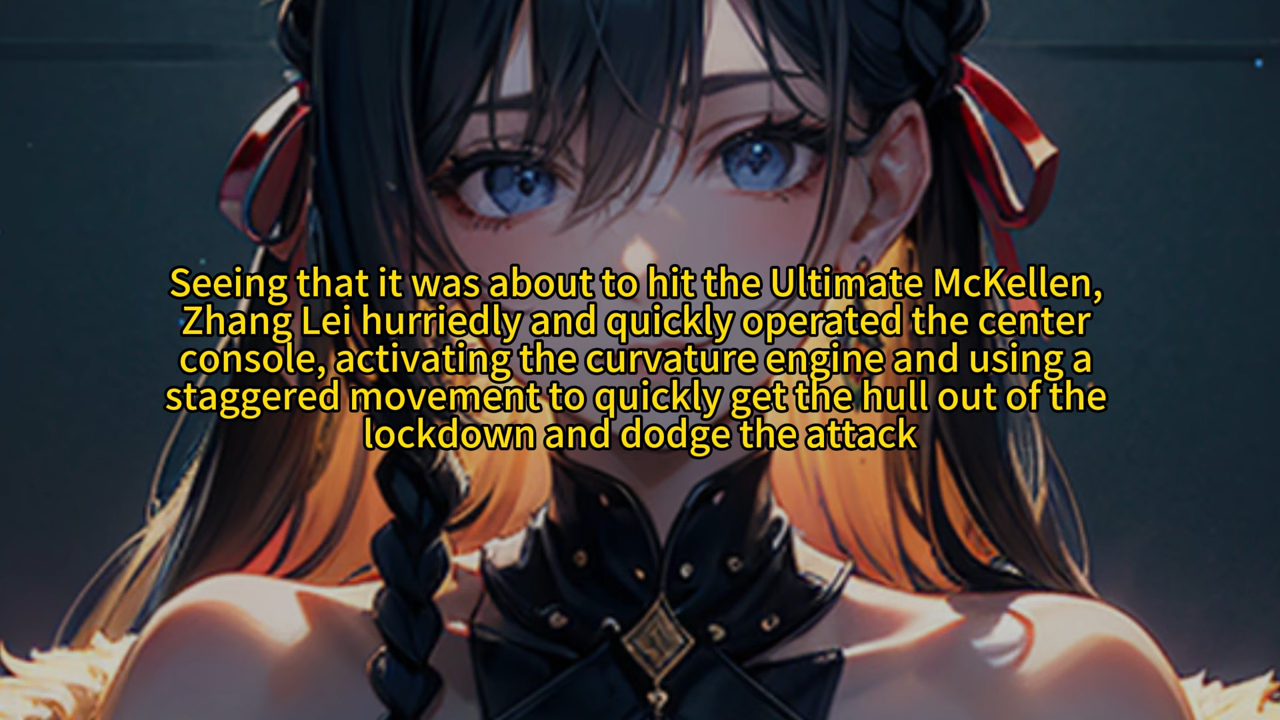 Seeing that it was about to hit the Ultimate McKellen,
Zhang Lei hurriedly and quickly operated the center
console, activating the curvature engine and using a
staggered movement to quickly get the hull out of the
lockdown and dodge the attack